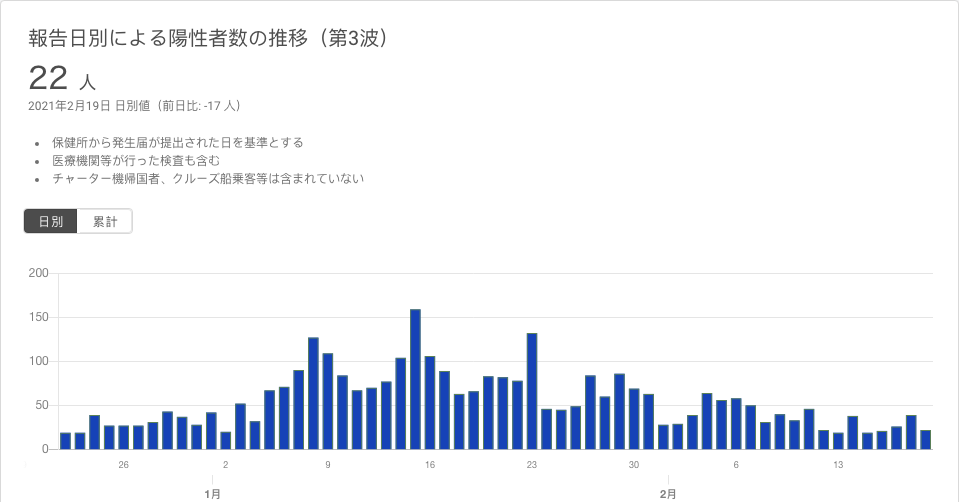 報告日別による陽性者数の推移（第3波）
22 人
2021年2月19日 日別値（前日比: -17 人）
• 保健所から発生届が提出された日を基準とする
• 医療機関等が行った検査も含む
• チャーター機帰国者、クルーズ船乗客等は含まれていない
日別 累計
200
150
100
50
0
26 2 9 16 23 30 6 13
1月 2月